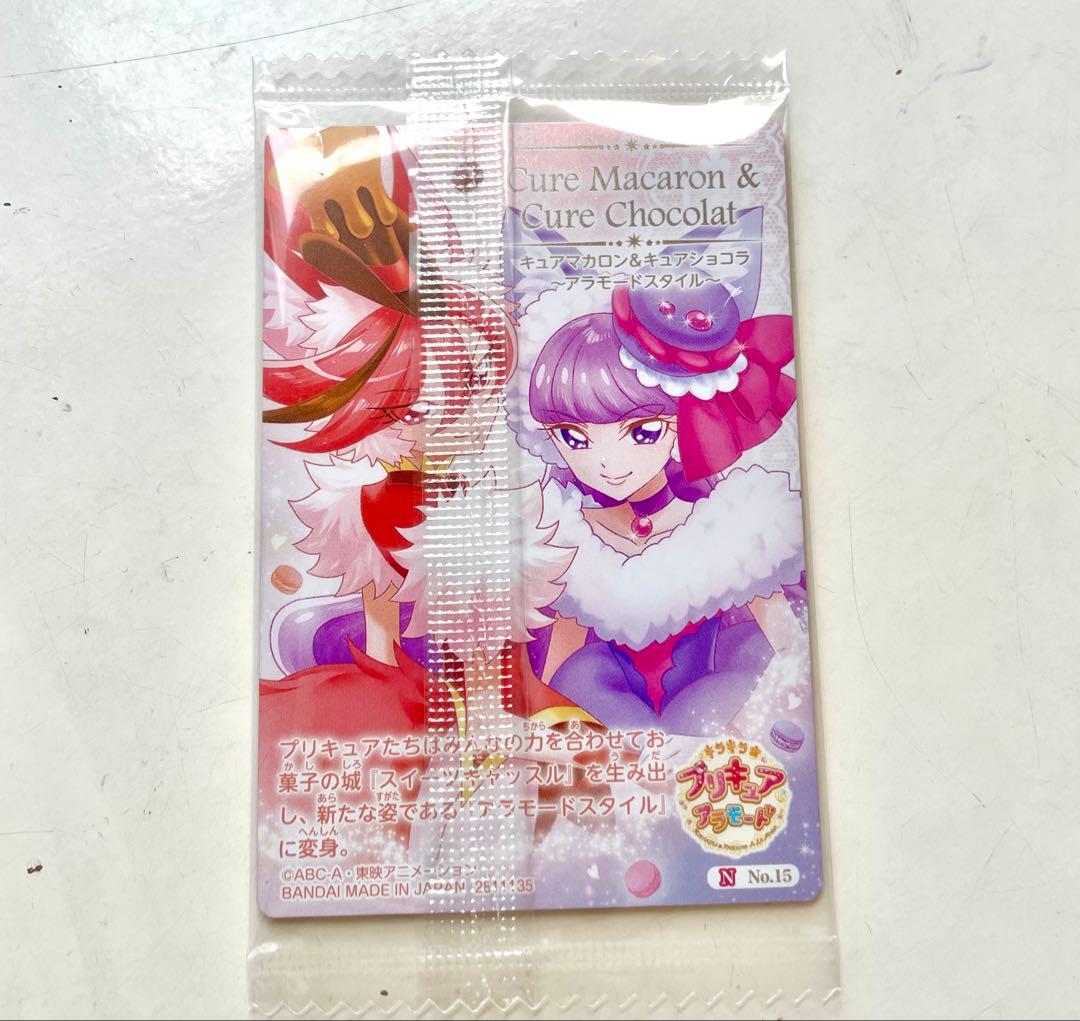 Cure Macaron &
Cure Chocolat
キュアマカロン&キュアショコラ
～アラモードスタイル～
プリキュアたちはみんなの力を合わせてお
菓子の城『スイーツキャッスル』を生み出
し、新たな姿である『アラモードスタイル』
に変身。
©ABC-A・東映アニメーション
BANDAI MADE IN JAPAN 2811135
キラキラ☆
プリキュア
アラモード
N No.15